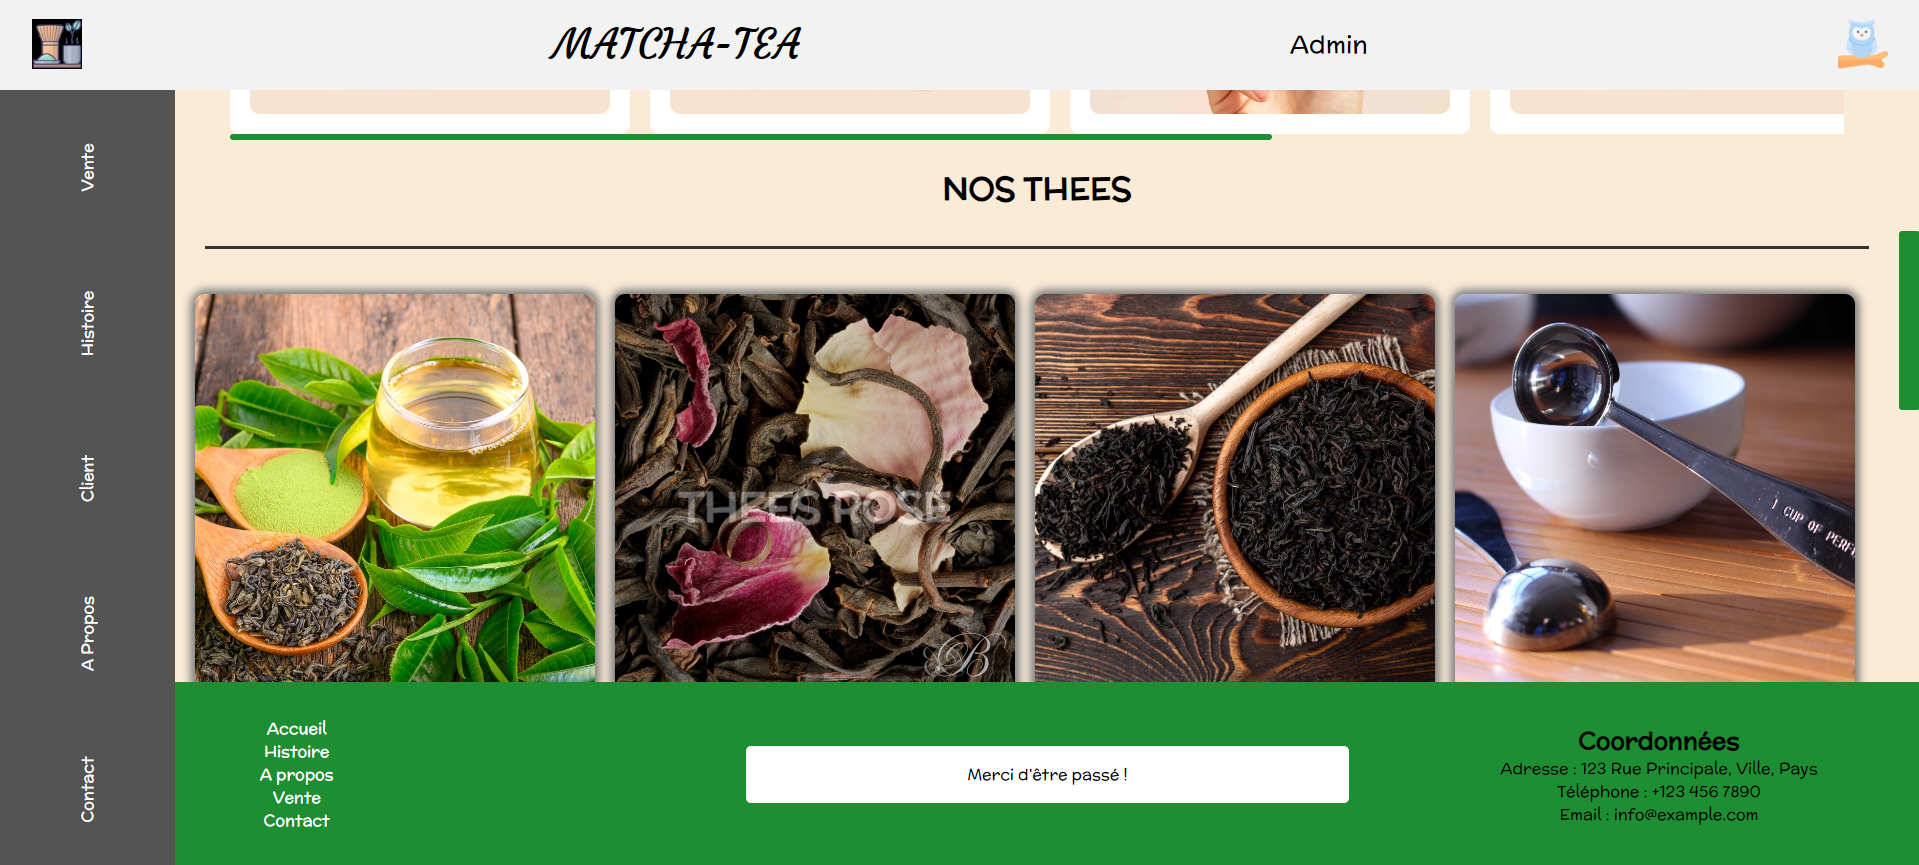 MATCHA-TEA
Admin
Vente
Histoire
Client
A Propos
Contact
NOS THEES
THEES ROSE
B
1 CUP OF PERF
Accueil
Histoire
A propos
Vente
Contact
Merci d'être passé !
Coordonnées
Adresse : 123 Rue Principale, Ville, Pays
Téléphone : +123 456 7890
Email : info@example.com